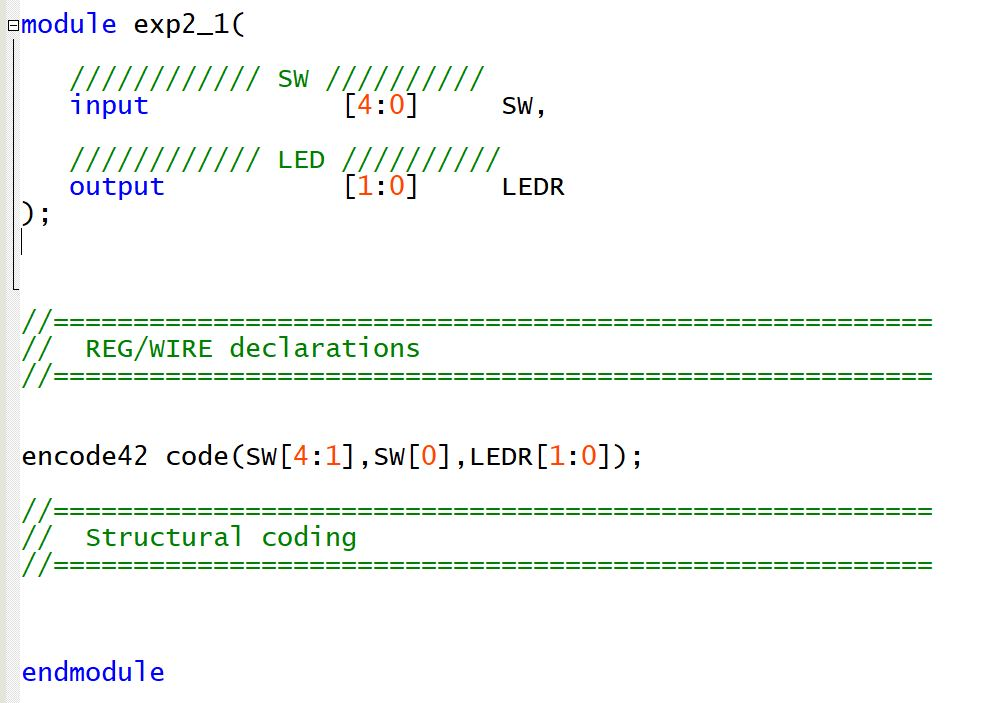 module exp2_1(
//////////// SW //////////
input [4:0] SW,
//////////// LED //////////
output [1:0] LEDR
);
//=======================================================
// REG/WIRE declarations
//=======================================================
encode42 code(SW[4:1],SW[0],LEDR[1:0]);
//=======================================================
// Structural coding
//=======================================================
endmodule